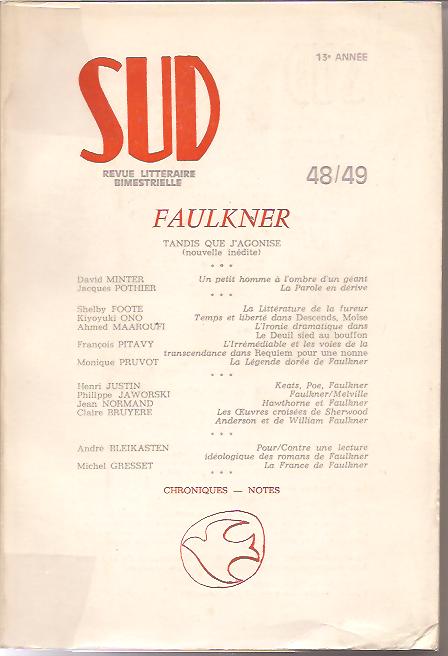 13e ANNÉE
SUD
REVUE LITTÉRAIRE
BIMESTRIELLE
48/49
FAULKNER
TANDIS QUE J'AGONISE
(nouvelle inédite)
* * *
David MINTER Un petit homme à l'ombre d'un géant
Jacques POTHIER La Parole en dérive
* * *
Shelby FOOTE La Littérature de la fureur
Kiyoyuki ONO Temps et liberté dans Descends, Moïse
Ahmed MAAROUFI L'Ironie dramatique dans
Le Deuil sied au bouffon
François PITAVY L'Irrémédiable et les voies de la
transcendance dans Requiem pour une nonne
Monique PRUVOT La Légende dorée de Faulkner
* * *
Henri JUSTIN Keats, Poe, Faulkner
Philippe JAWORSKI Faulkner/Melville
Jean NORMAND Hawthorne et Faulkner
Claire BRUYERE Les Œuvres croisées de Sherwood
Anderson et de William Faulkner
* * *
André BLEIKASTEN Pour/Contre une lecture
idéologique des romans de Faulkner
Michel GRESSET La France de Faulkner
* * *
CHRONIQUES — NOTES